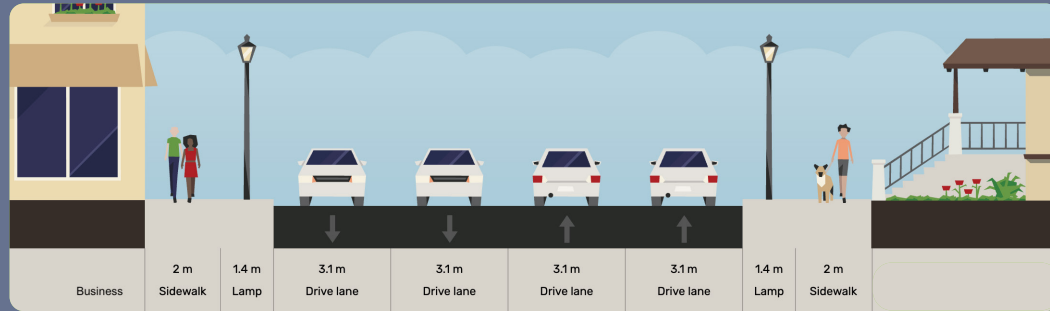 2 m 1.4 m 3.1 m 3.1 m 3.1 m 3.1 m 1.4 m 2 m
Business Sidewalk Lamp Drive lane Drive lane Drive lane Drive lane Lamp Sidewalk